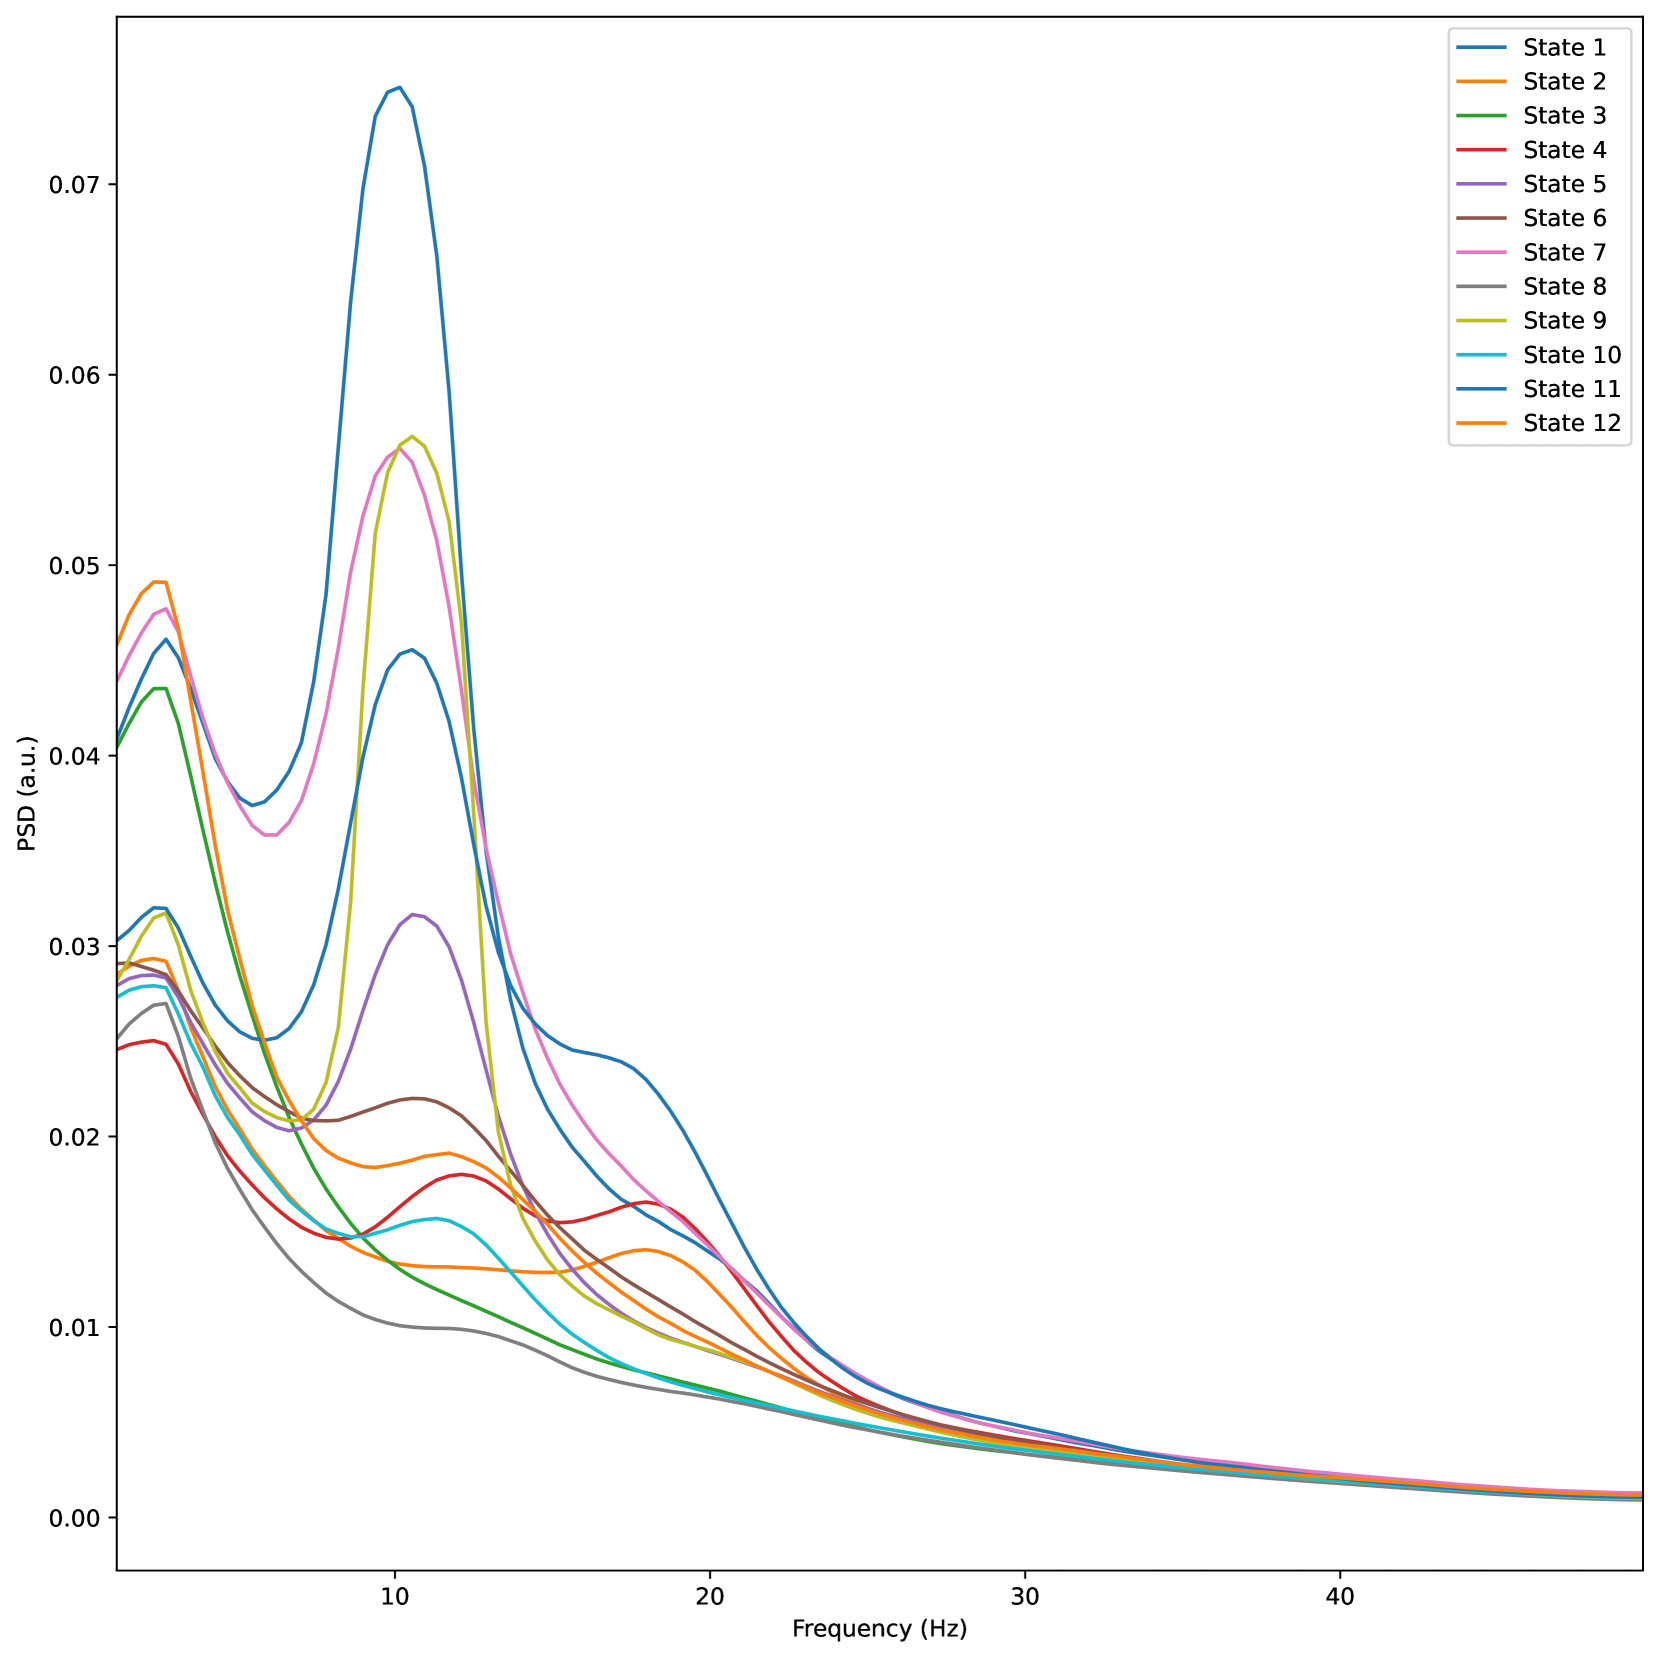 State 1
State 2
State 3
State 4
State 5
State 6
State 7
State 8
State 9
State 10
State 11
State 12
0.07
0.06
0.05
0.04
0.03
0.02
0.01
0.00
PSD (a.u.)
10 20 30 40
Frequency (Hz)